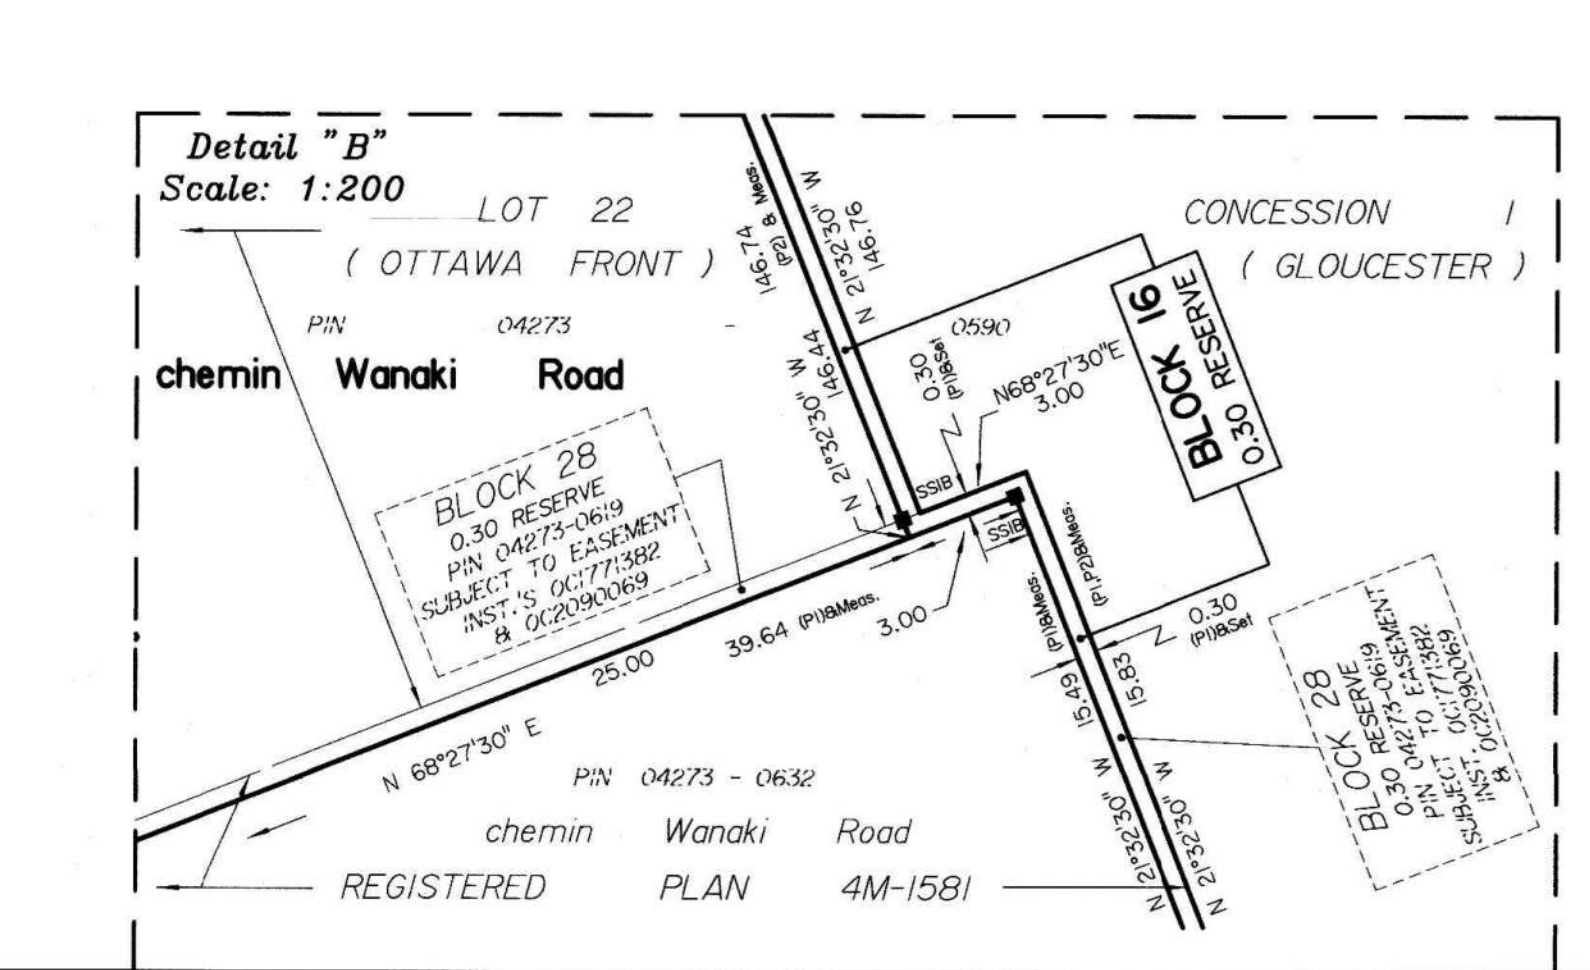 Detail "B"
Scale: 1:200
LOT 22
( OTTAWA FRONT )
CONCESSION 1
( GLOUCESTER )
PIN 04273 - 0590
chemin Wanaki Road
146.74
(P2) & Meas.
N 21°32'30" W
146.76
N 21°32'30" W
146.44
0.30
(P1)&Set
N68°27'30"E
3.00
BLOCK 16
0.30 RESERVE
BLOCK 28
0.30 RESERVE
PIN 04273-0619
SUBJECT TO EASEMENT
INST.'S OC1771382
& OC2090069
SSIB
SSIB
25.00
39.64 (P1)&Meas.
3.00
(P1)&Meas.
15.49
(P1,P2)&Meas.
15.83
0.30
(P1)&Set
N 68°27'30" E
N 21°32'30" W
N 21°32'30" W
BLOCK 28
0.30 RESERVE
PIN 04273-0619
SUBJECT TO EASEMENT
INST. OC1771382
& OC2090069
PIN 04273 - 0632
chemin Wanaki Road
REGISTERED PLAN 4M-1581